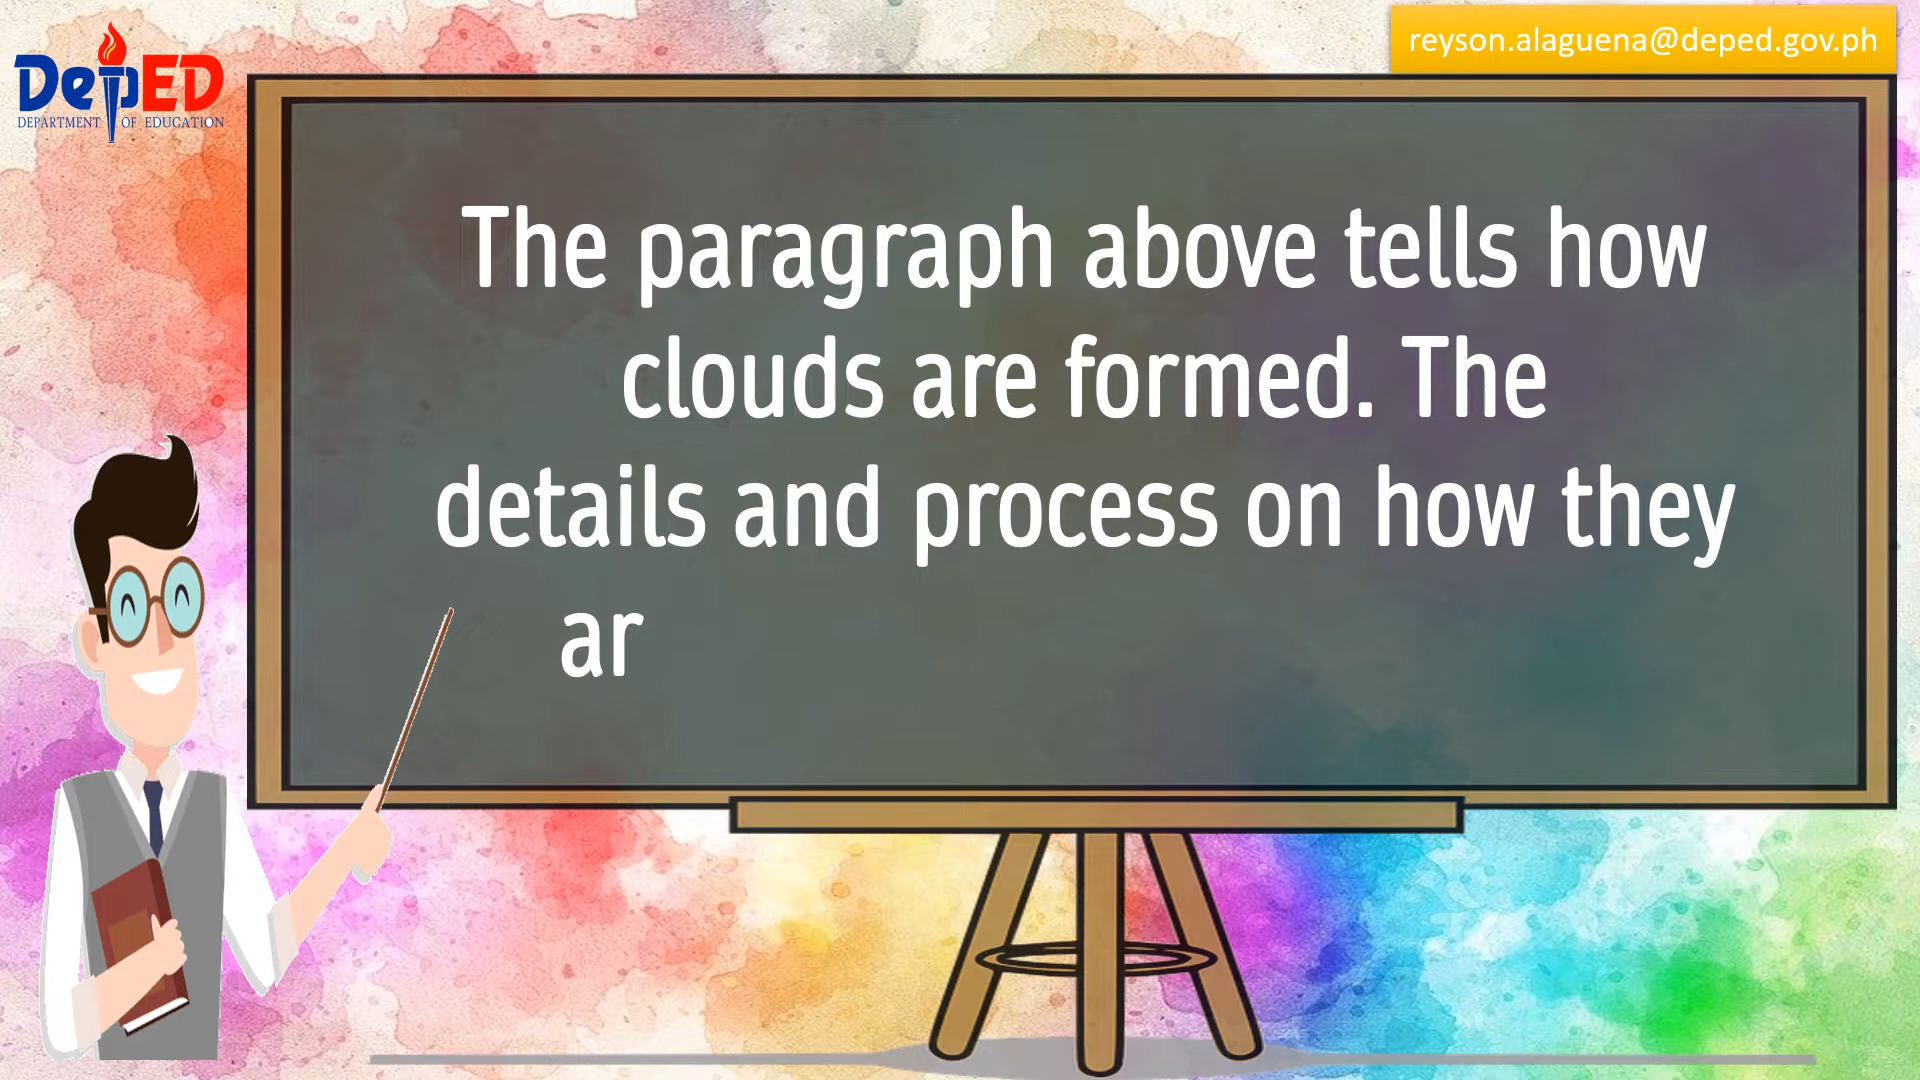 DepED
DEPARTMENT OF EDUCATION
reyson.alaguena@deped.gov.ph
The paragraph above tells how
clouds are formed. The
details and process on how they
ar